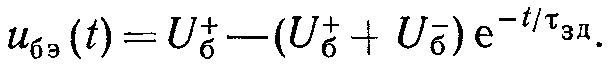 u_бэ (t) = U_б^+ — (U_б^+ + U_б^-) e^{-t/τ_зд}.